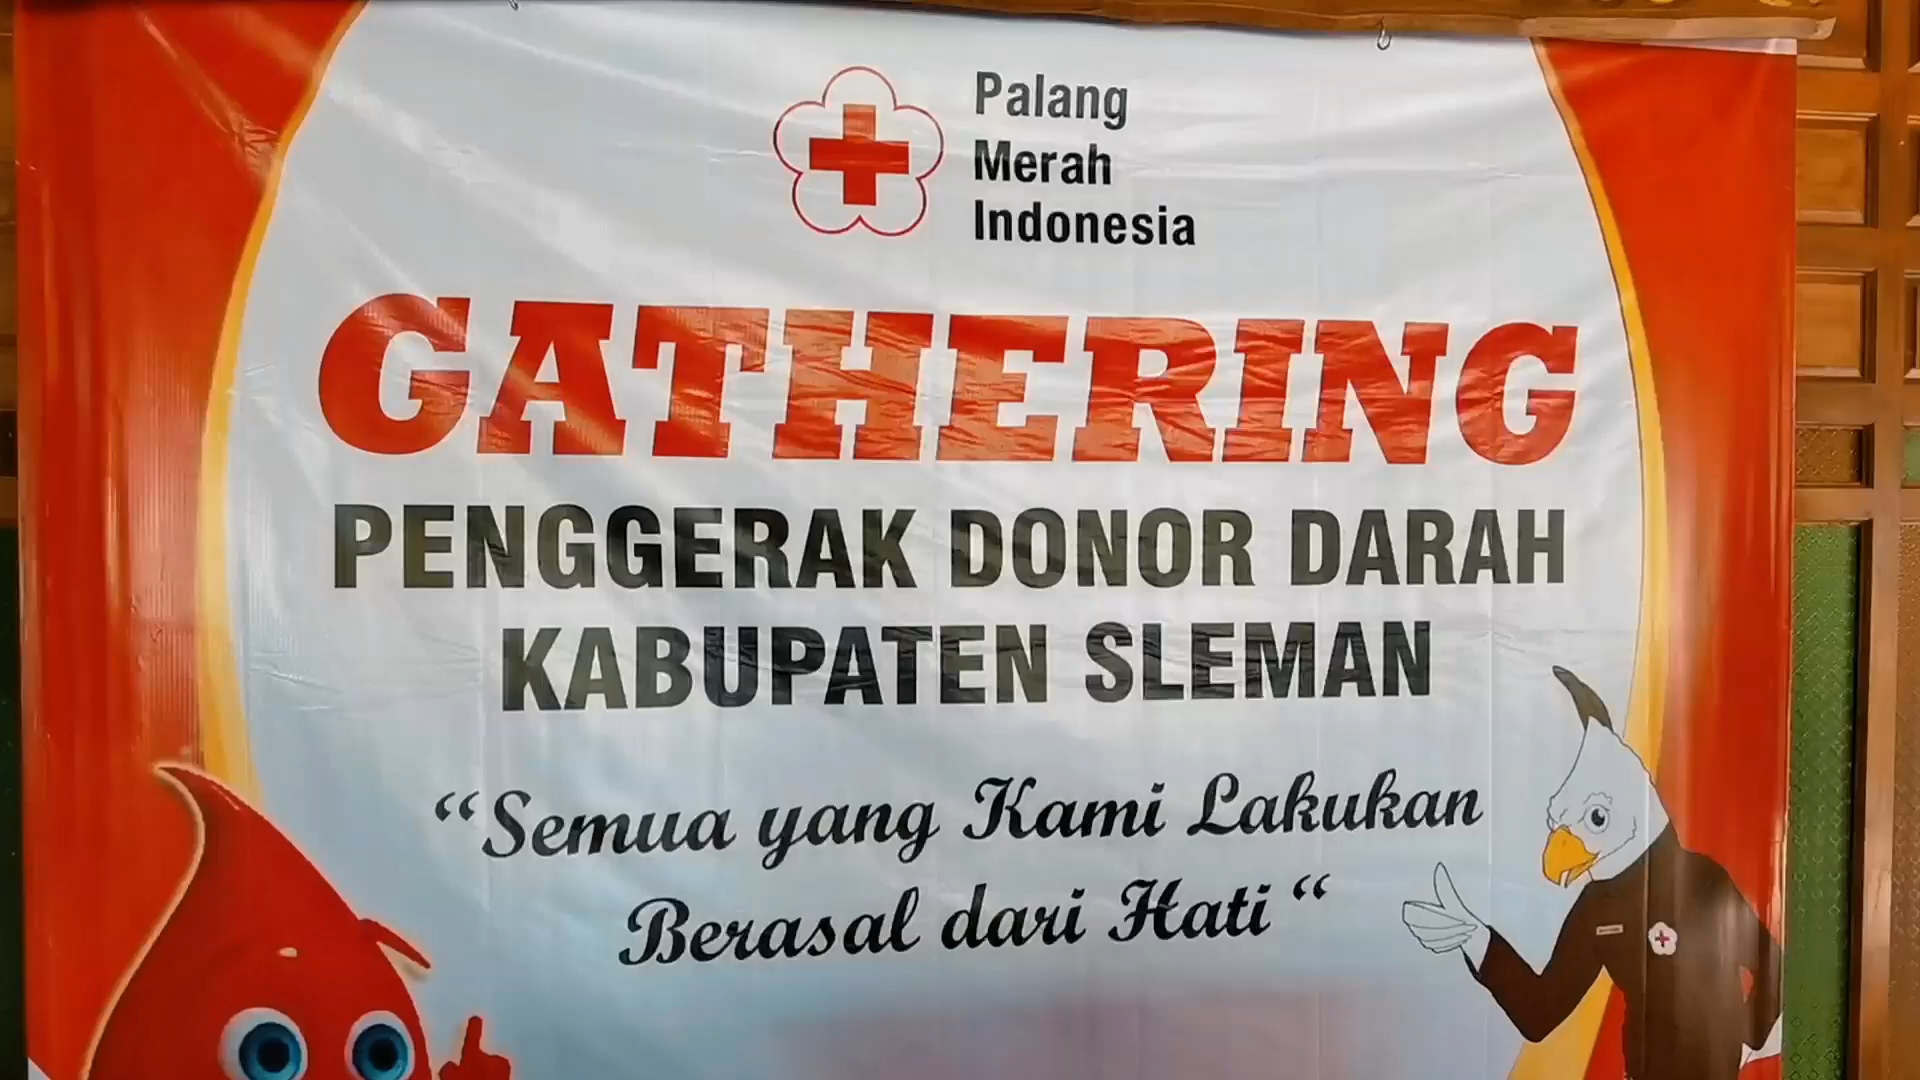 Palang
Merah
Indonesia
GATHERING
PENGGERAK DONOR DARAH
KABUPATEN SLEMAN
“Semua yang Kami Lakukan
Berasal dari Hati“